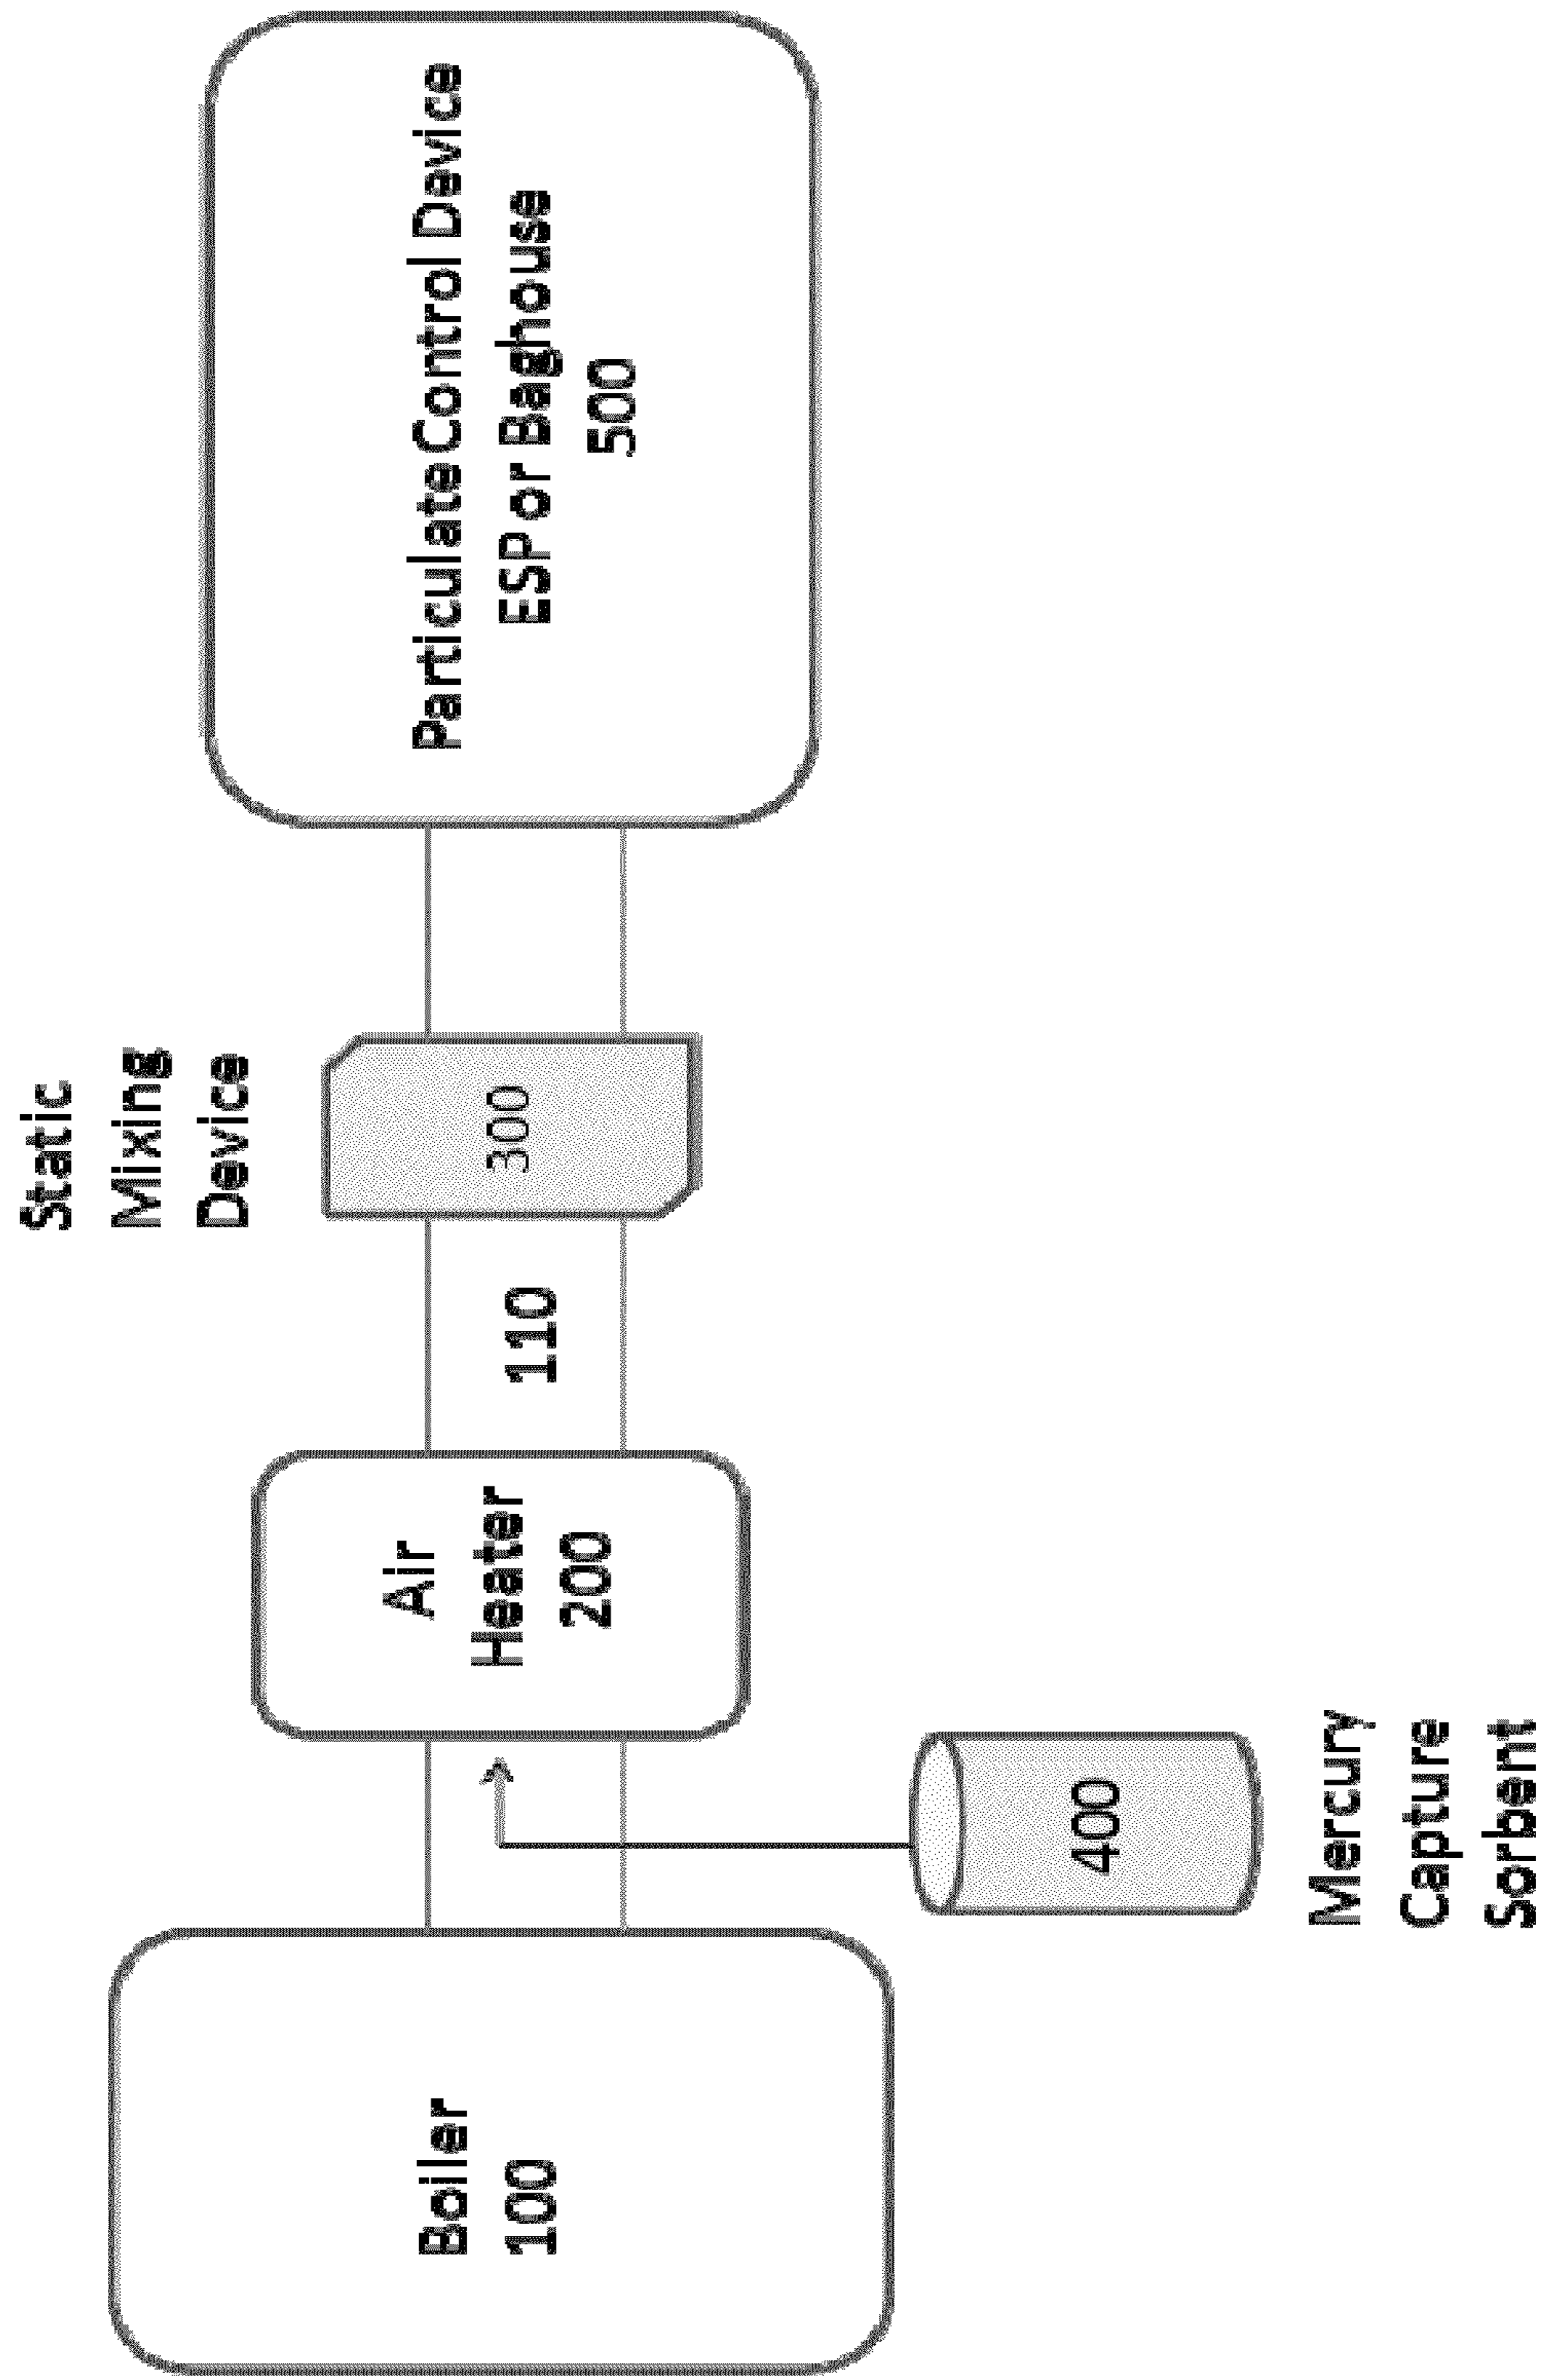 Boiler
100
Mercury
Capture
Sorbent
400
Air
Heater
200
110
Static
Mixing
Device
300
Particulate Control Device
ESP or Baghouse
500